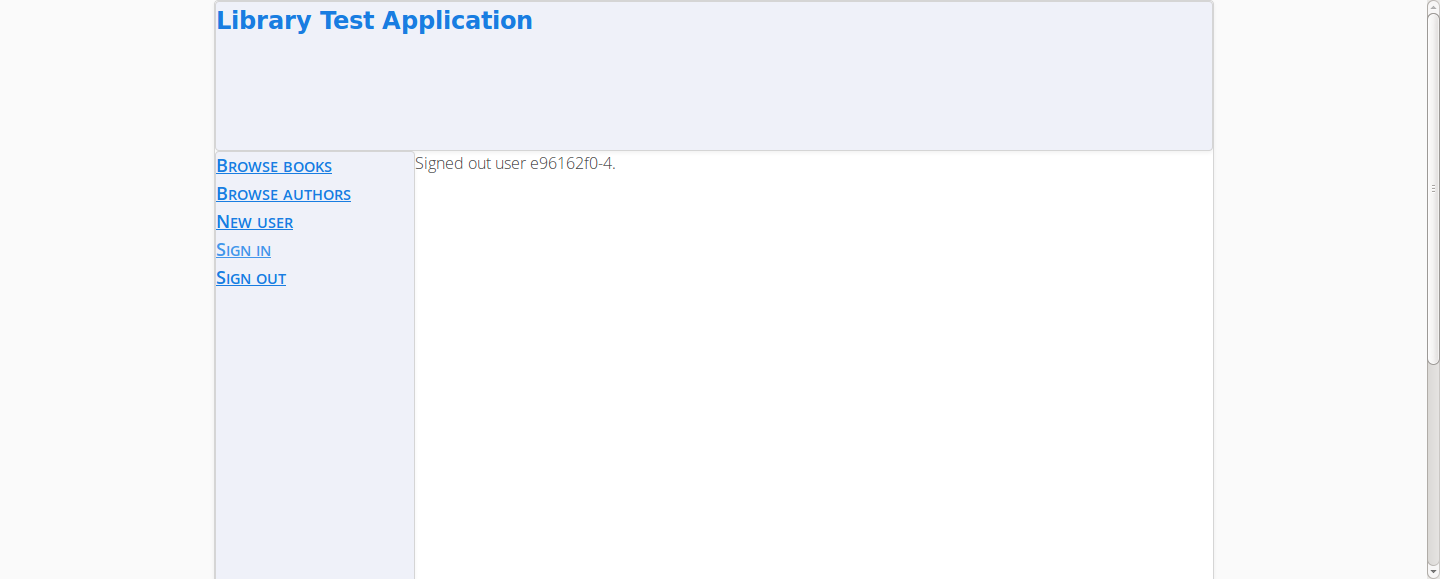 Library Test Application
Browse books
Browse authors
New user
Sign in
Sign out
Signed out user e96162f0-4.